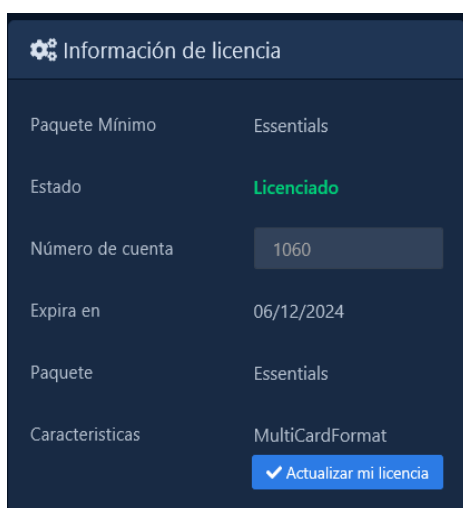 Información de licencia
Paquete Mínimo Essentials
Estado Licenciado
Número de cuenta 1060
Expira en 06/12/2024
Paquete Essentials
Caracteristicas MultiCardFormat
Actualizar mi licencia